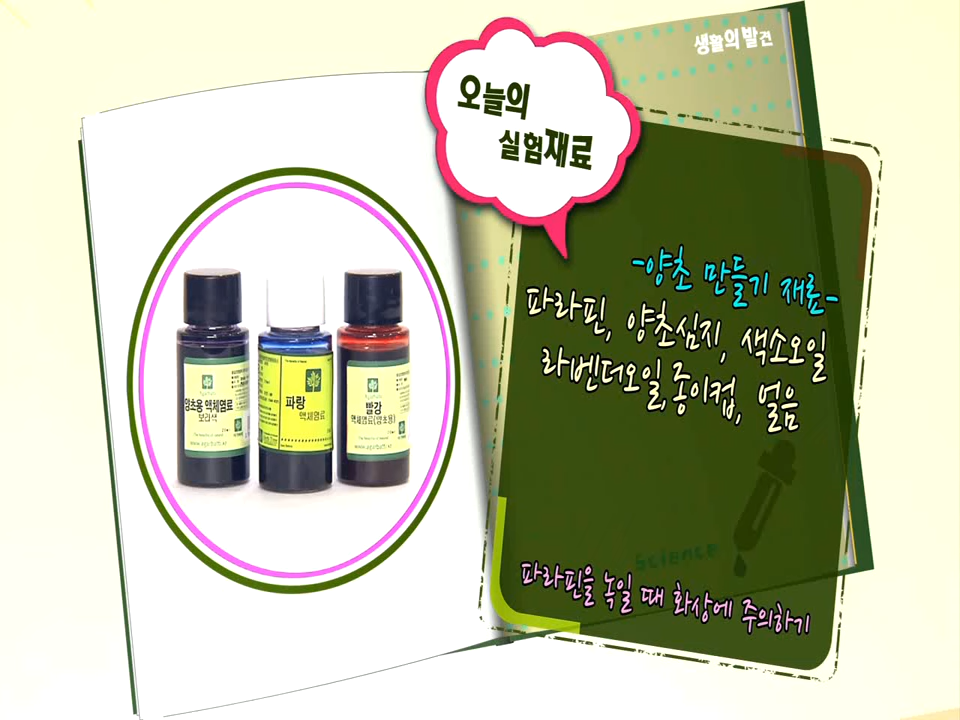 생활의 발견
오늘의
실험재료
-양초 만들기 재료-
파라핀, 양초심지, 색소오일
라벤더오일,종이컵, 얼음
양초용 액체염료
보라색
파랑
액체염료
빨강
액체염료(양초용)
Science
파라핀을 녹일 때 화상에 주의하기